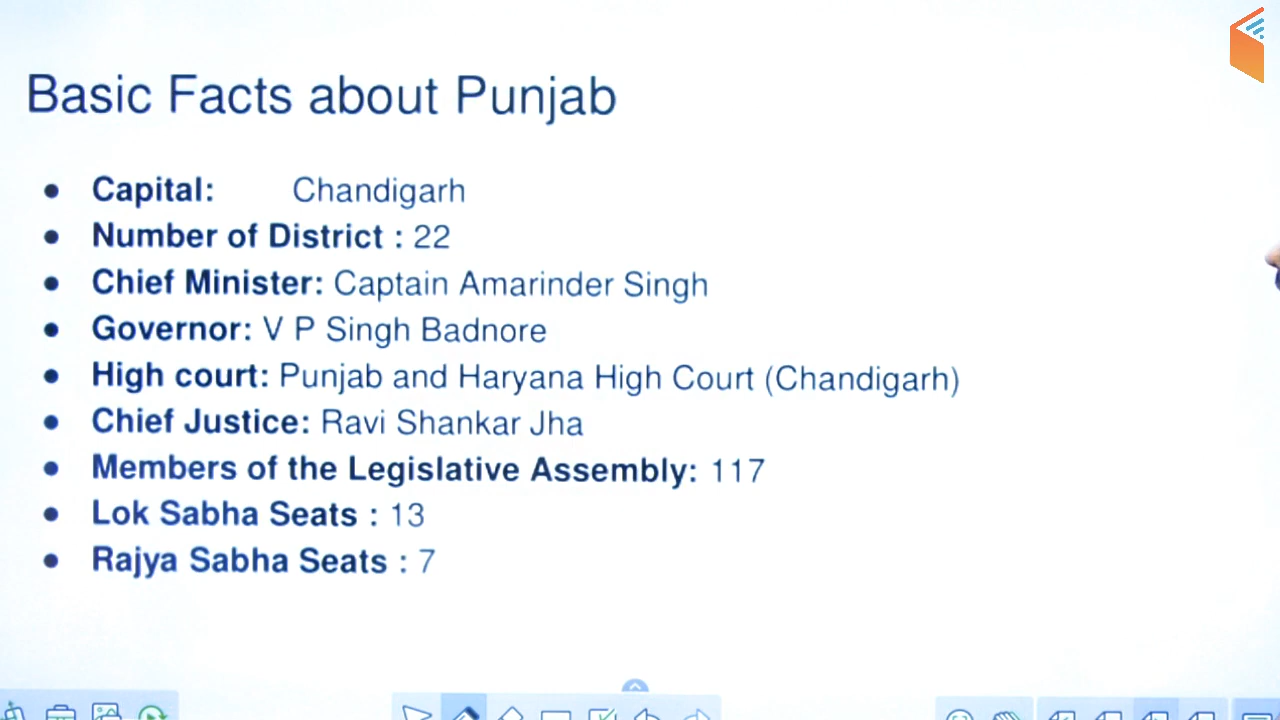 Basic Facts about Punjab
● Capital: Chandigarh
● Number of District : 22
● Chief Minister: Captain Amarinder Singh
● Governor: V P Singh Badnore
● High court: Punjab and Haryana High Court (Chandigarh)
● Chief Justice: Ravi Shankar Jha
● Members of the Legislative Assembly: 117
● Lok Sabha Seats : 13
● Rajya Sabha Seats : 7